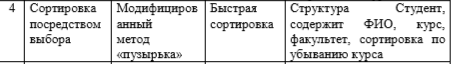 4 Сортировка Модифициров Быстрая Структура Студент,
посредством анный сортировка содержит ФИО, курс,
выбора метод факультет, сортировка по
«пузырька» убыванию курса